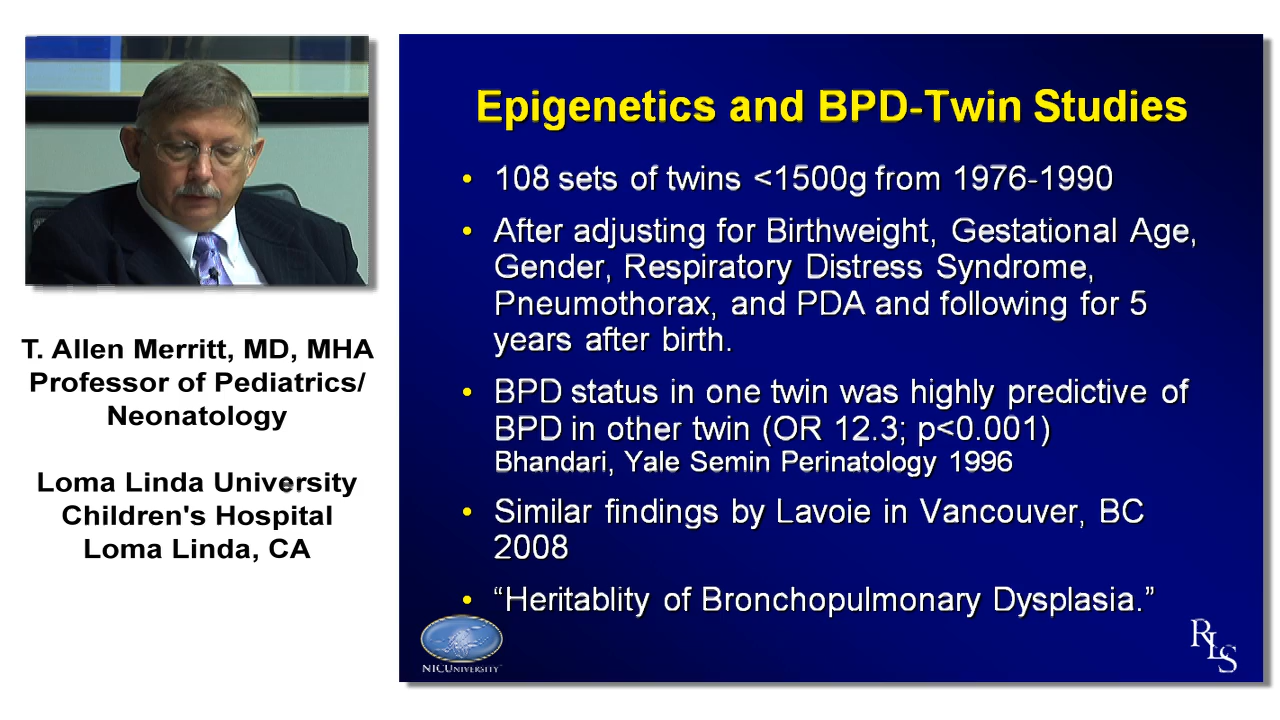 T. Allen Merritt, MD, MHA
Professor of Pediatrics/
Neonatology
Loma Linda University
Children's Hospital
Loma Linda, CA
Epigenetics and BPD-Twin Studies
• 108 sets of twins <1500g from 1976-1990
• After adjusting for Birthweight, Gestational Age,
Gender, Respiratory Distress Syndrome,
Pneumothorax, and PDA and following for 5
years after birth.
• BPD status in one twin was highly predictive of
BPD in other twin (OR 12.3; p<0.001)
Bhandari, Yale Semin Perinatology 1996
• Similar findings by Lavoie in Vancouver, BC
2008
• “Heritablity of Bronchopulmonary Dysplasia.”
NICUNIVERSITY
RLS